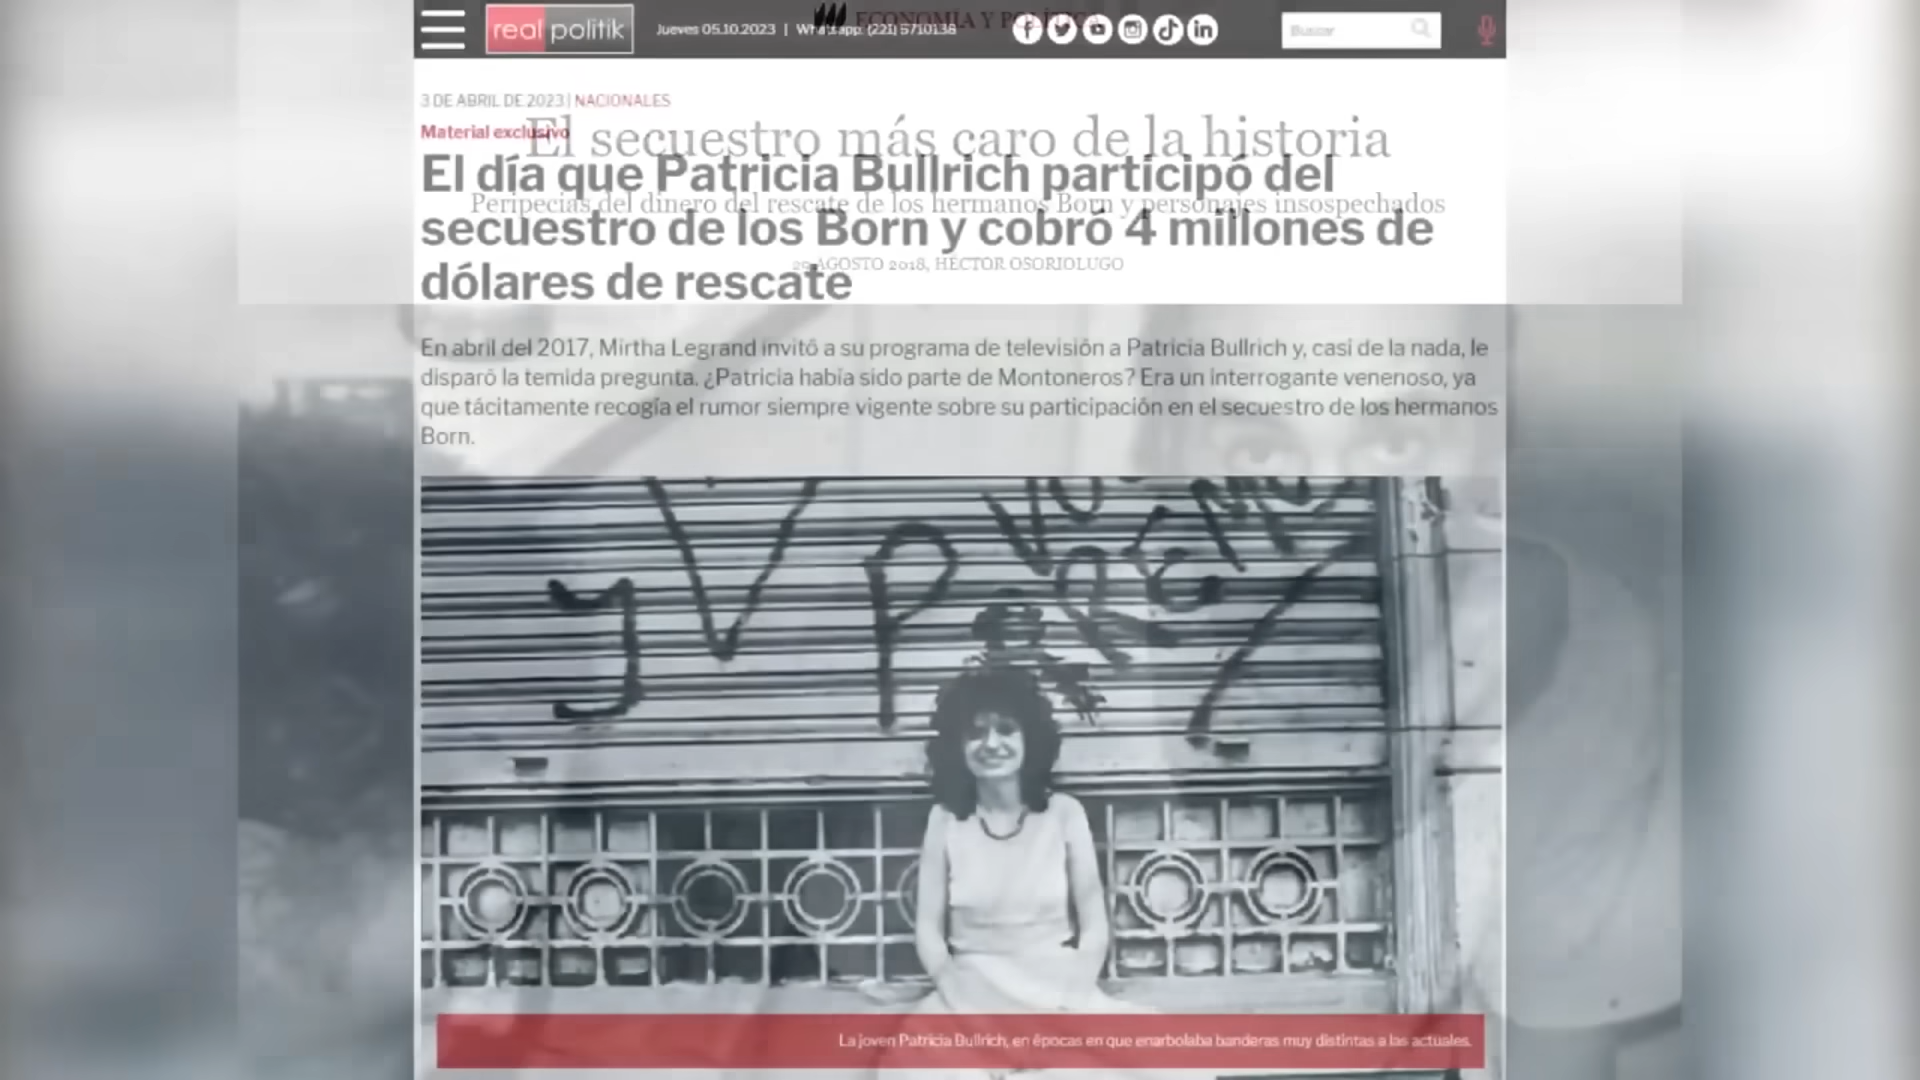 real politik
Jueves 05.10.2023 | Whatsapp: (221) 5710138
ECONOMÍA Y POLÍTICA
Buscar
3 DE ABRIL DE 2023 | NACIONALES
Material exclusivo
El secuestro más caro de la historia
El día que Patricia Bullrich participó del
Peripecias del dinero del rescate de los hermanos Born y personajes insospechados
secuestro de los Born y cobró 4 millones de
29 AGOSTO 2018, HÉCTOR OSORIOLUGO
dólares de rescate
En abril del 2017, Mirtha Legrand invitó a su programa de televisión a Patricia Bullrich y, casi de la nada, le
disparó la temida pregunta. ¿Patricia había sido parte de Montoneros? Era un interrogante venenoso, ya
que tácitamente recogía el rumor siempre vigente sobre su participación en el secuestro de los hermanos
Born.
JVP
La joven Patricia Bullrich, en épocas en que enarbolaba banderas muy distintas a las actuales.